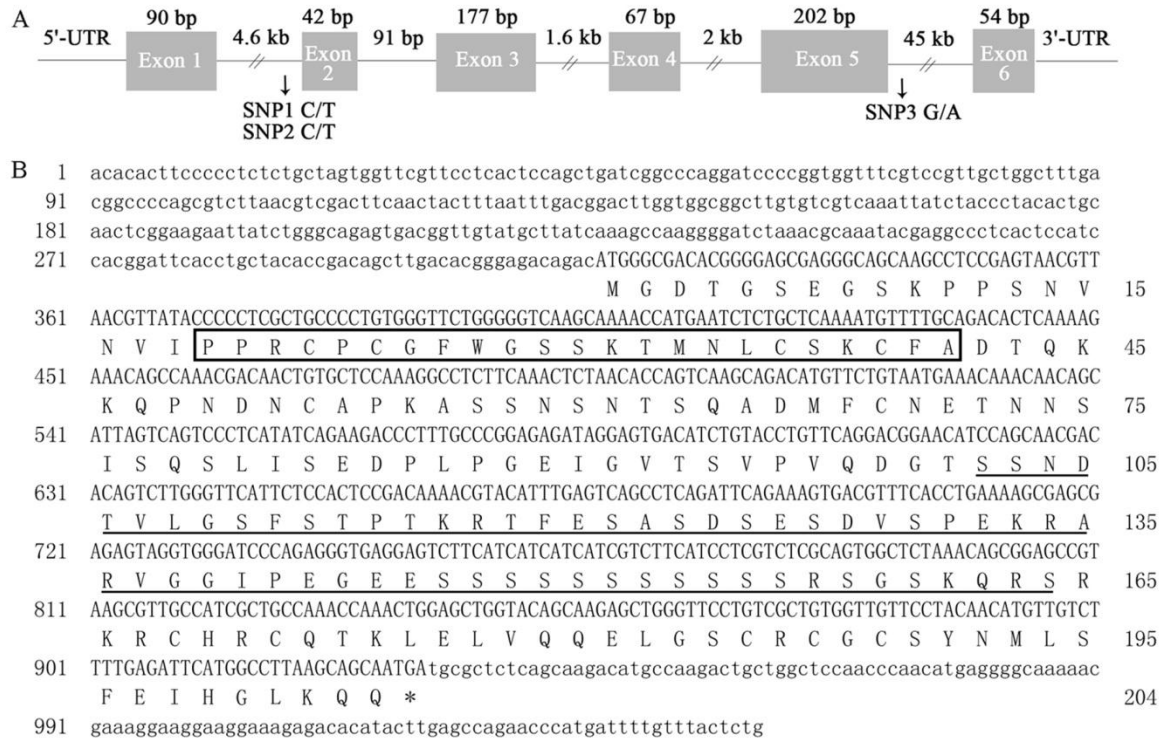 A 90 bp 42 bp 177 bp 67 bp 202 bp 54 bp
5'-UTR 4.6 kb 91 bp 1.6 kb 2 kb 45 kb 3'-UTR
Exon 1 Exon 2 Exon 3 Exon 4 Exon 5 Exon 6
SNP1 C/T SNP3 G/A
SNP2 C/T
B 1 acacacttcccccctctctgctagtggttcgttcctcactccagctgatcggcccaggatccccggtggtttcgtccgttgctggctttga
91 cggccccagcgtcttaacgtcgacttcaactactttaatttgacggacttggtggcggcttgtgtcgtcaaattatctaccctacactgc
181 aactcggaagaattatctgggcagagtgacggttgtatgcttatcaaagccaaggggatctaaacgcaaatacgaggccctcactccatc
271 cacggattcacctgctacaccgacagcttgacacgggagacagacATGGGCGACACGGGGAGCGAGGGCAGCAAGCCTCCGAGTAACGTT
M G D T G S E G S K P P S N V 15
361 AACGTTATACCCCCTCGCTGCCCCTGTGGGTTCTGGGGGTCAAGCAAAACCATGAATCTCTGCTCAAAATGTTTTGCAGACACTCAAAAG
N V I P P R C P C G F W G S S K T M N L C S K C F A D T Q K 45
451 AAACAGCCAAACGACAACTGTGCTCCAAAGGCCTCTTCAAACTCTAACACCAGTCAAGCAGACATGTTCTGTAATGAAACAAACAACAGC
K Q P N D N C A P K A S S N S N T S Q A D M F C N E T N N S 75
541 ATTAGTCAGTCCCTCATATCAGAAGACCCTTTGCCCGGAGAGATAGGAGTGACATCTGTACCTGTTCAGGACGGAACATCCAGCAACGAC
I S Q S L I S E D P L P G E I G V T S V P V Q D G T S S N D 105
631 ACAGTCTTGGGTTCATTCTCCACTCCGACAAAACGTACATTTGAGTCAGCCTCAGATTCAGAAAGTGACGTTTCACCTGAAAAGCGAGCG
T V L G S F S T P T K R T F E S A S D S E S D V S P E K R A 135
721 AGAGTAGGTGGGATCCCAGAGGGTGAGGAGTCTTCATCATCATCATCGTCTTCATCCTCGTCTCGCAGTGGCTCTAAACAGCGGAGCCGT
R V G G I P E G E E S S S S S S S S S S S R S G S K Q R S R 165
811 AAGCGTTGCCATCGCTGCCAAACCAAACTGGAGCTGGTACAGCAAGAGCTGGGTTCCTGTCGCTGTGGTTGTTCCTACAACATGTTGTCT
K R C H R C Q T K L E L V Q Q E L G S C R C G C S Y N M L S 195
901 TTTGAGATTCATGGCCTTAAGCAGCAATGAtgcgctctcagcaagacatgccaagactgctggctccaacccaacatgaggggcaaaaac
F E I H G L K Q Q * 204
991 gaaaggaaggaaggaaagagacacatacttgagccagaacccatgattttgtttactctg